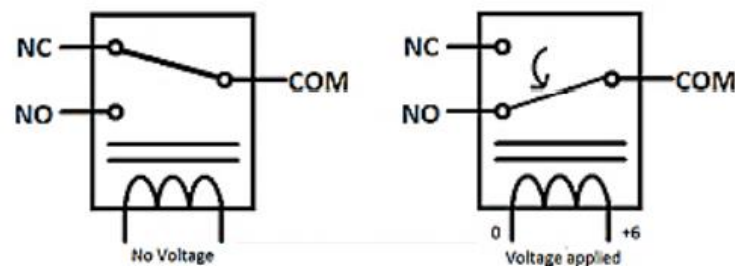 NC
COM
NO
No Voltage
NC
COM
NO
0
+6
Voltage applied